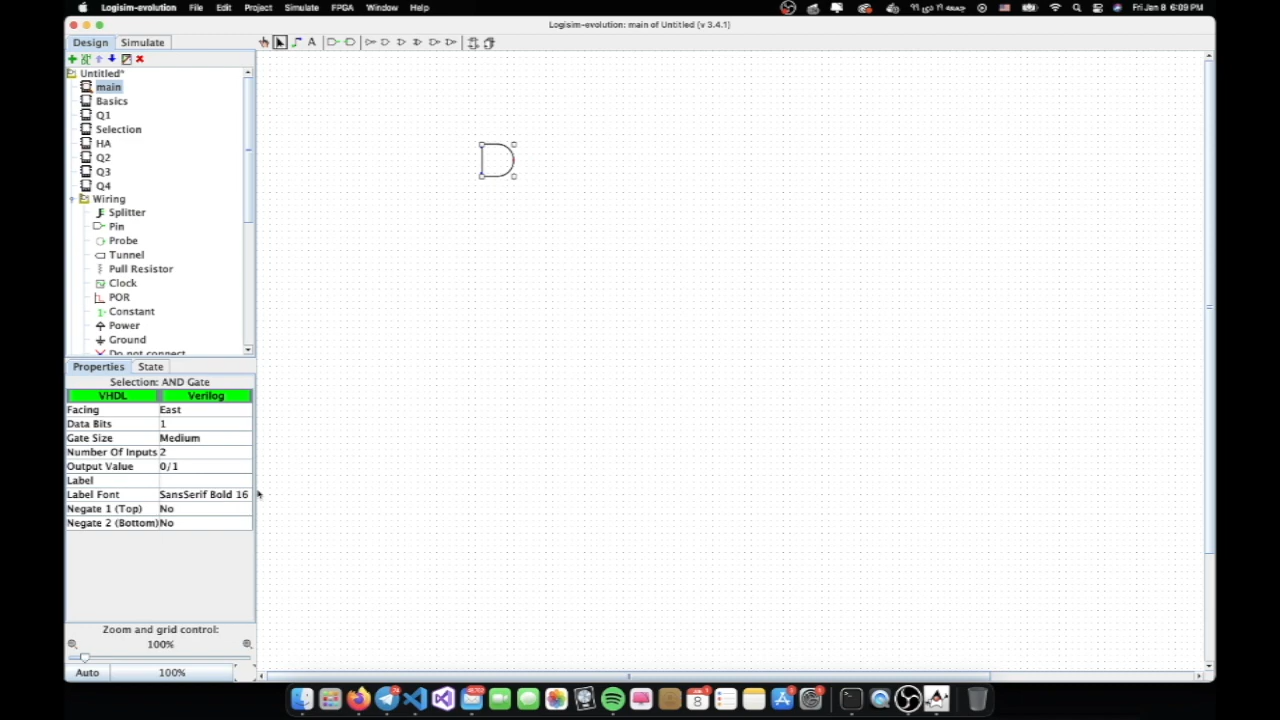 Logisim-evolution File Edit Project Simulate FPGA Window Help Fri Jan 8 6:09 PM
Logisim-evolution: main of Untitled (v 3.4.1)
Design Simulate
A
Untitled*
main
Basics
Q1
Selection
HA
Q2
Q3
Q4
Wiring
Splitter
Pin
Probe
Tunnel
Pull Resistor
Clock
POR
Constant
Power
Ground
Do not connect
Properties State
Selection: AND Gate
VHDL Verilog
Facing East
Data Bits 1
Gate Size Medium
Number Of Inputs 2
Output Value 0/1
Label
Label Font SansSerif Bold 16
Negate 1 (Top) No
Negate 2 (Bottom) No
Zoom and grid control:
100%
Auto 100%